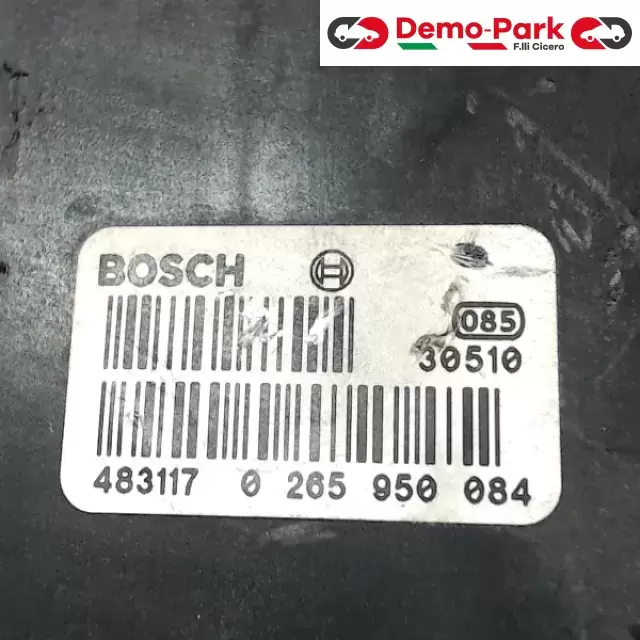 Demo-Park
F.lli Cicero
BOSCH
085
30510
483117 0 265 950 084